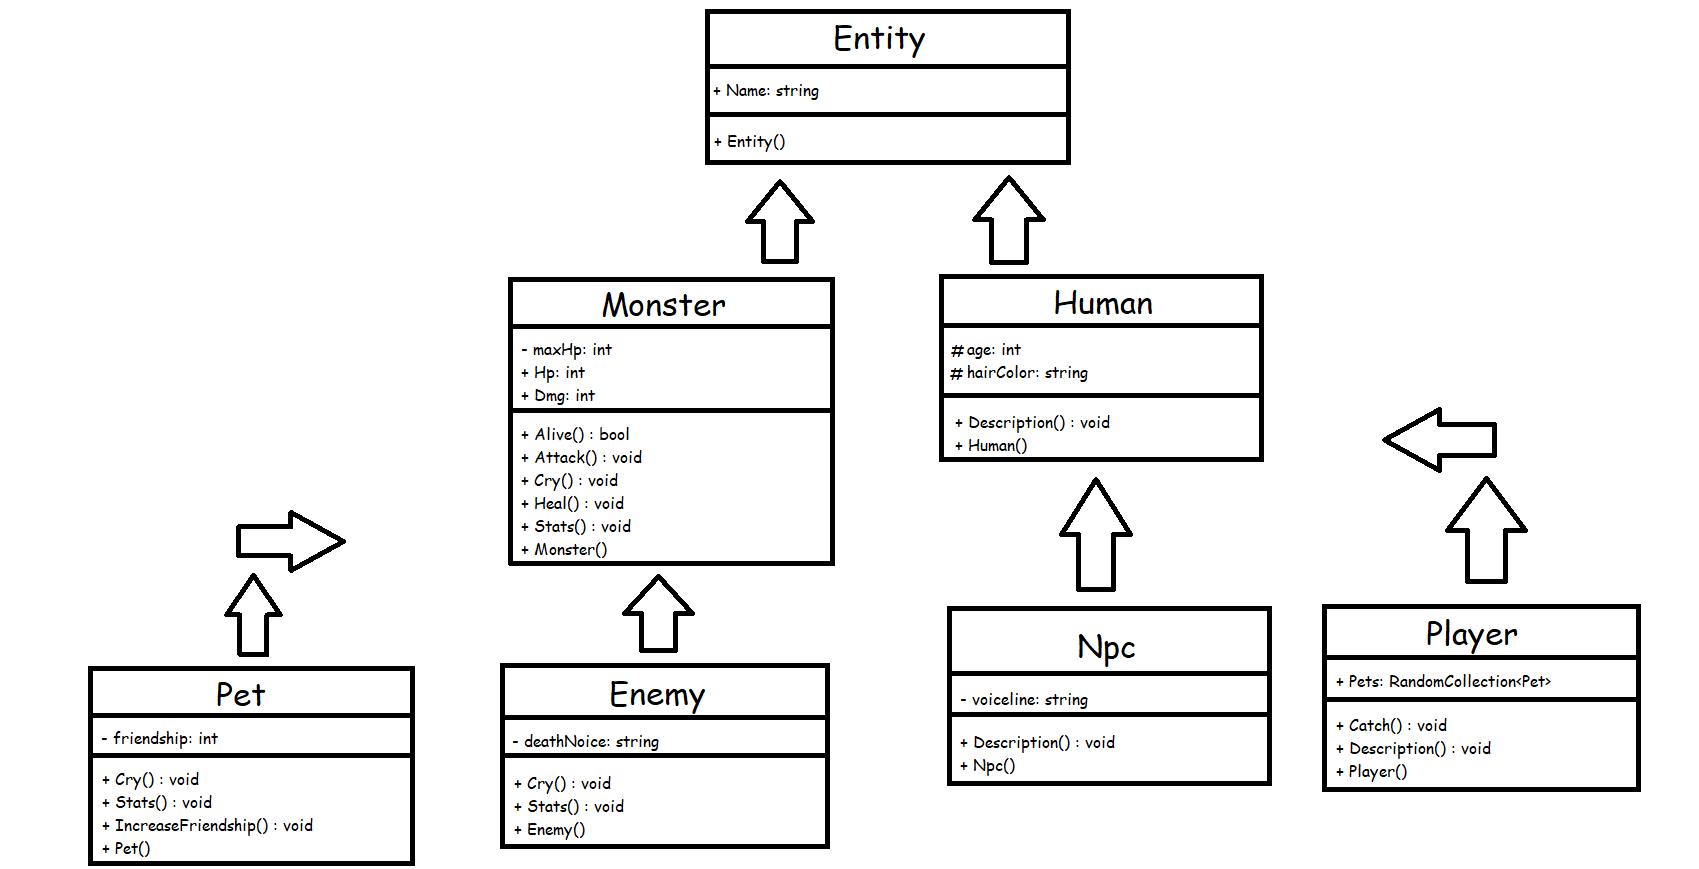 Entity
+ Name: string
+ Entity()
Monster
- maxHp: int
+ Hp: int
+ Dmg: int
+ Alive() : bool
+ Attack() : void
+ Cry() : void
+ Heal() : void
+ Stats() : void
+ Monster()
Human
# age: int
# hairColor: string
+ Description() : void
+ Human()
Pet
- friendship: int
+ Cry() : void
+ Stats() : void
+ IncreaseFriendship() : void
+ Pet()
Enemy
- deathNoice: string
+ Cry() : void
+ Stats() : void
+ Enemy()
Npc
- voiceline: string
+ Description() : void
+ Npc()
Player
+ Pets: RandomCollection<Pet>
+ Catch() : void
+ Description() : void
+ Player()